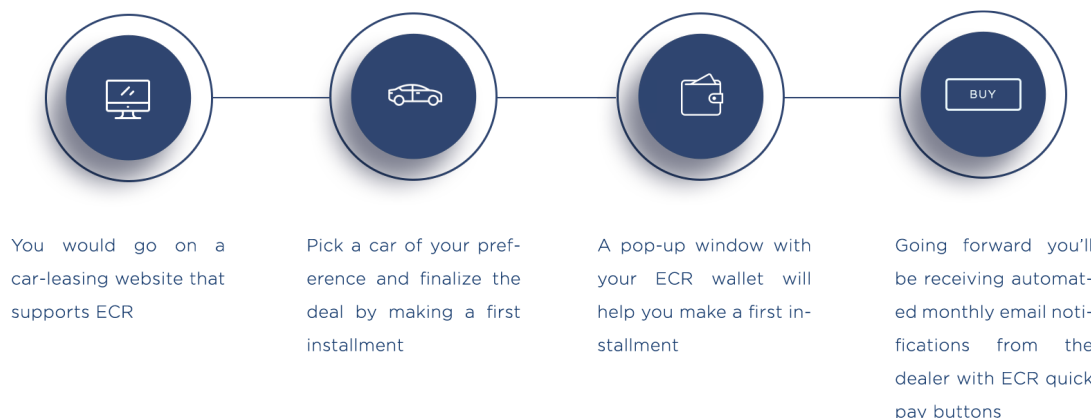 BUY
You would go on a
car-leasing website that
supports ECR
Pick a car of your pref-
erence and finalize the
deal by making a first
installment
A pop-up window with
your ECR wallet will
help you make a first in-
stallment
Going forward you'll
be receiving automat-
ed monthly email noti-
fications from the
dealer with ECR quick
pay buttons